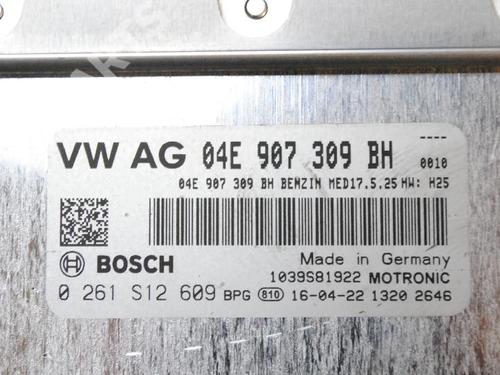 ----
VW AG 04E 907 309 BH 0010
04E 907 309 BH BENZIN MED17.5.25 HW: H25
BOSCH
Made in Germany
1039S81922 MOTRONIC
0 261 S12 609 BPG 810 16-04-22 1320 2646